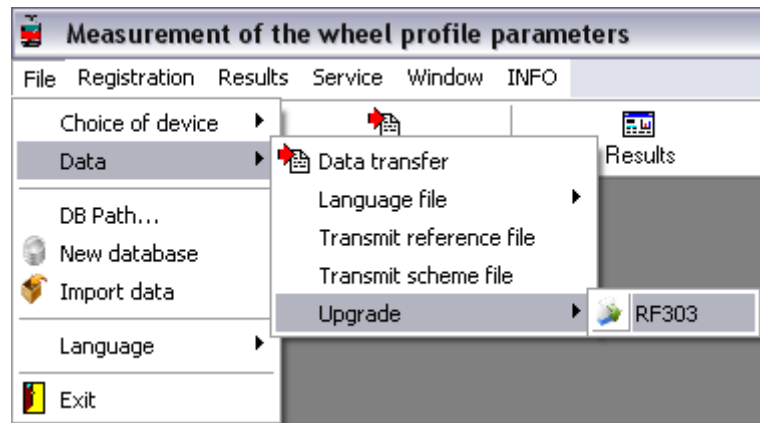 Measurement of the wheel profile parameters
File Registration Results Service Window INFO
Choice of device
Data
DB Path...
New database
Import data
Language
Exit
Data transfer
Language file
Transmit reference file
Transmit scheme file
Upgrade
RF303
Results